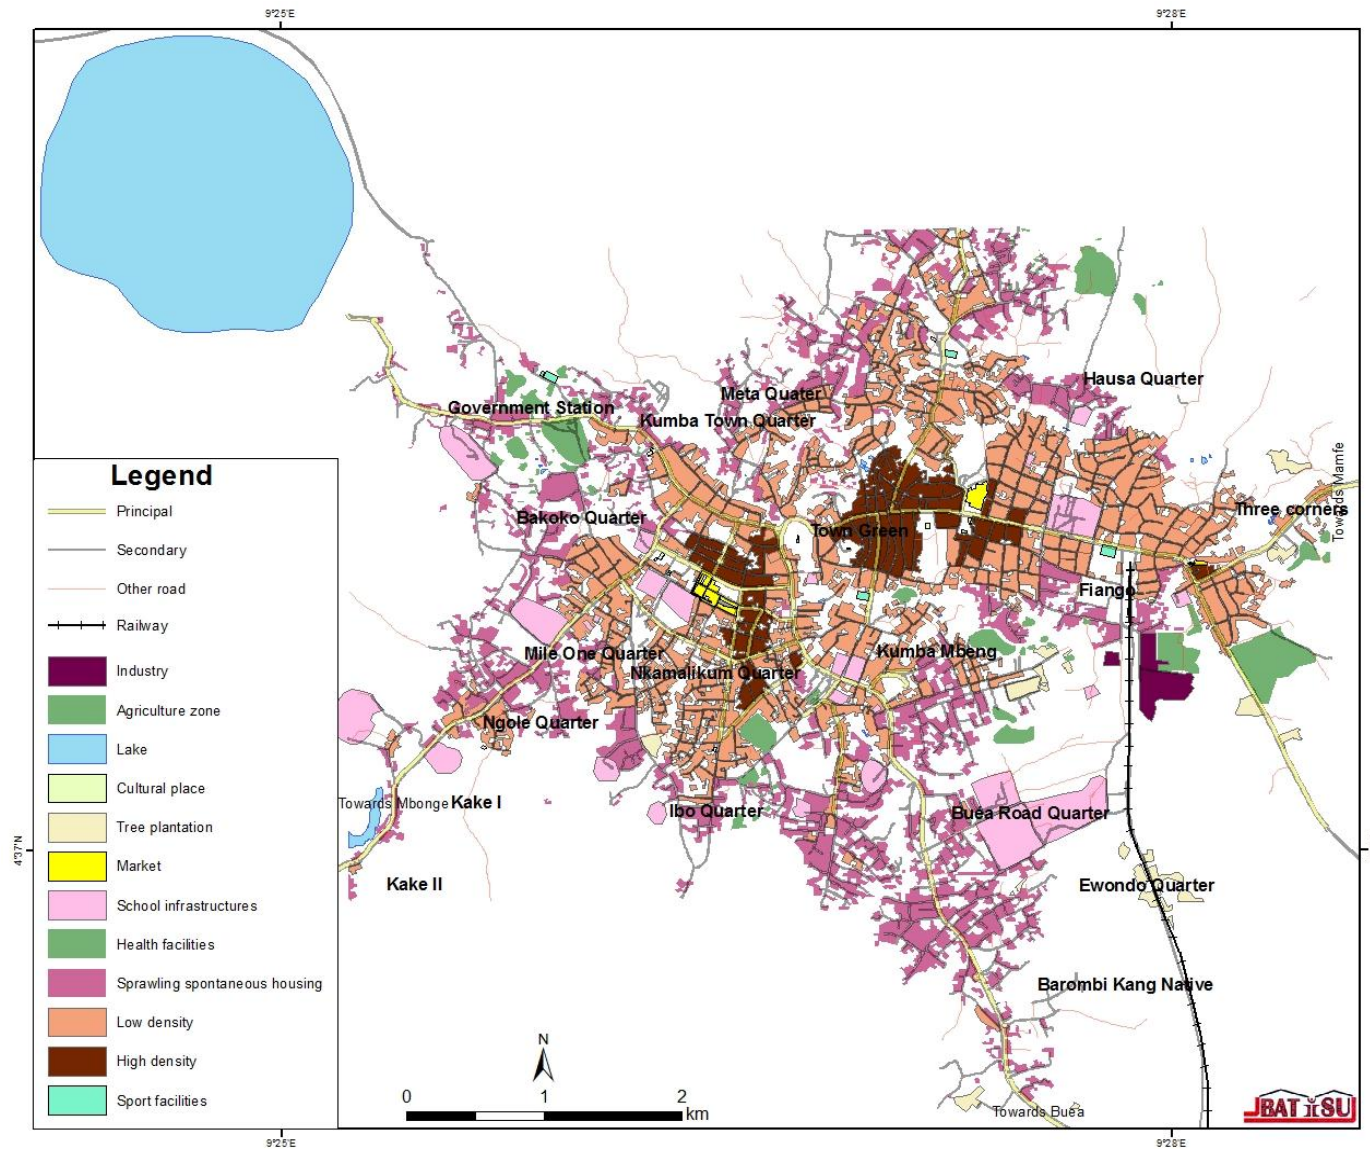 9°25'E
9°28'E
Hausa Quarter
Meta Quater
Government Station
Kumba Town Quarter
Towards Mamfe
Three corners
Bakoko Quarter
Town Green
Fiango
Mile One Quarter
Kumba Mbeng
Nkamalikum Quarter
Ngole Quarter
Towards Mbonge
Kake I
Ibo Quarter
Buea Road Quarter
4°37'N
Kake II
Ewondo Quarter
Barombi Kang Native
Towards Buea
Legend
Principal
Secondary
Other road
Railway
Industry
Agriculture zone
Lake
Cultural place
Tree plantation
Market
School infrastructures
Health facilities
Sprawling spontaneous housing
Low density
High density
Sport facilities
N
0 1 2
km
BATiSU
9°25'E
9°28'E